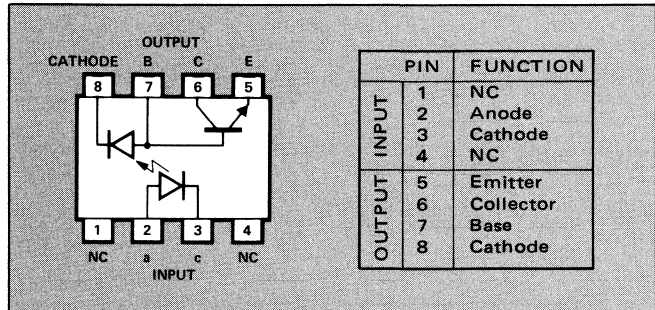 OUTPUT
CATHODE B C E
8 7 6 5
1 2 3 4
NC a c NC
INPUT
PIN FUNCTION
INPUT
1 NC
2 Anode
3 Cathode
4 NC
OUTPUT
5 Emitter
6 Collector
7 Base
8 Cathode